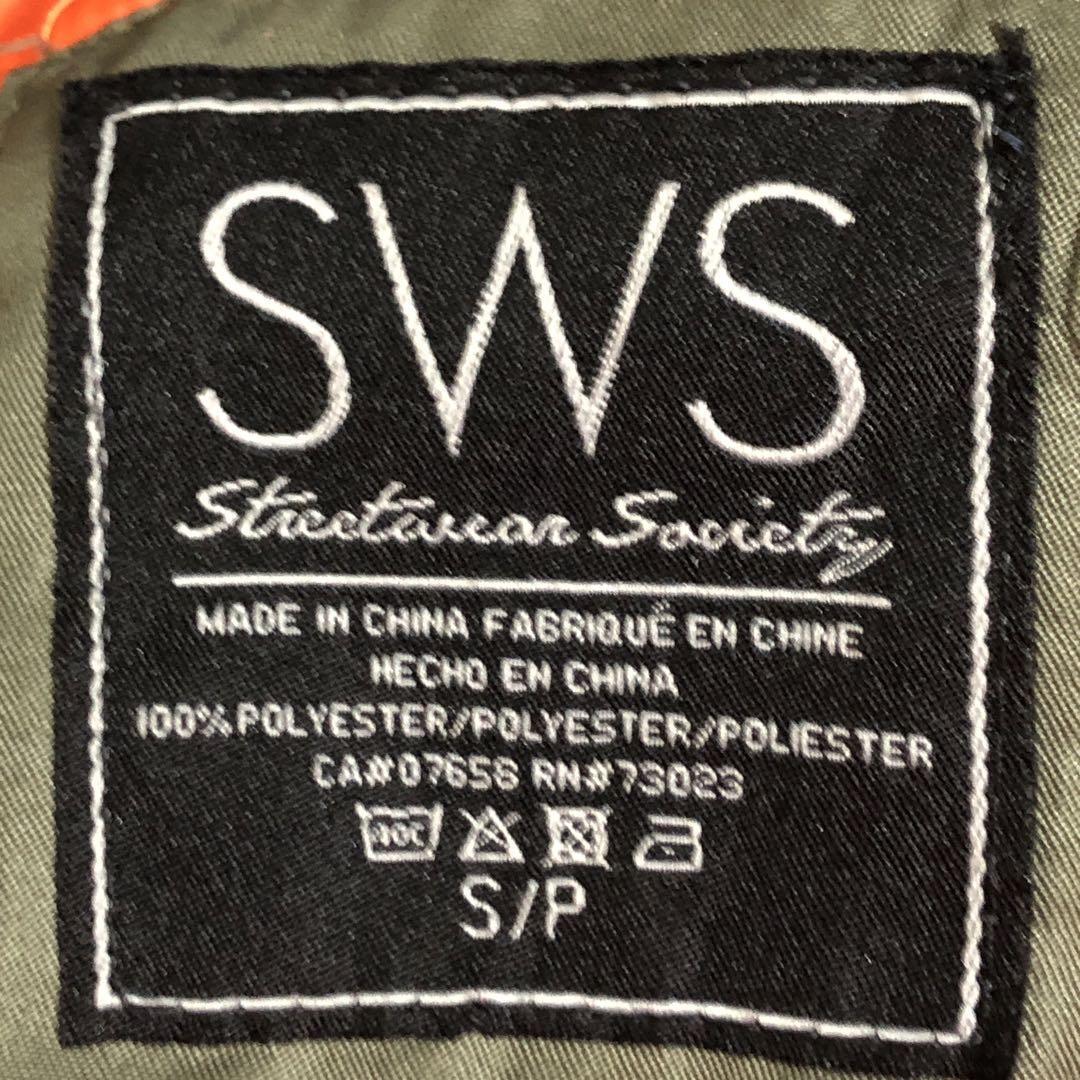 SWS
Streetwear Society
MADE IN CHINA FABRIQUÉ EN CHINE
HECHO EN CHINA
100% POLYESTER/POLYESTER/POLIESTER
CA#07656 RN#73023
30C
S/P